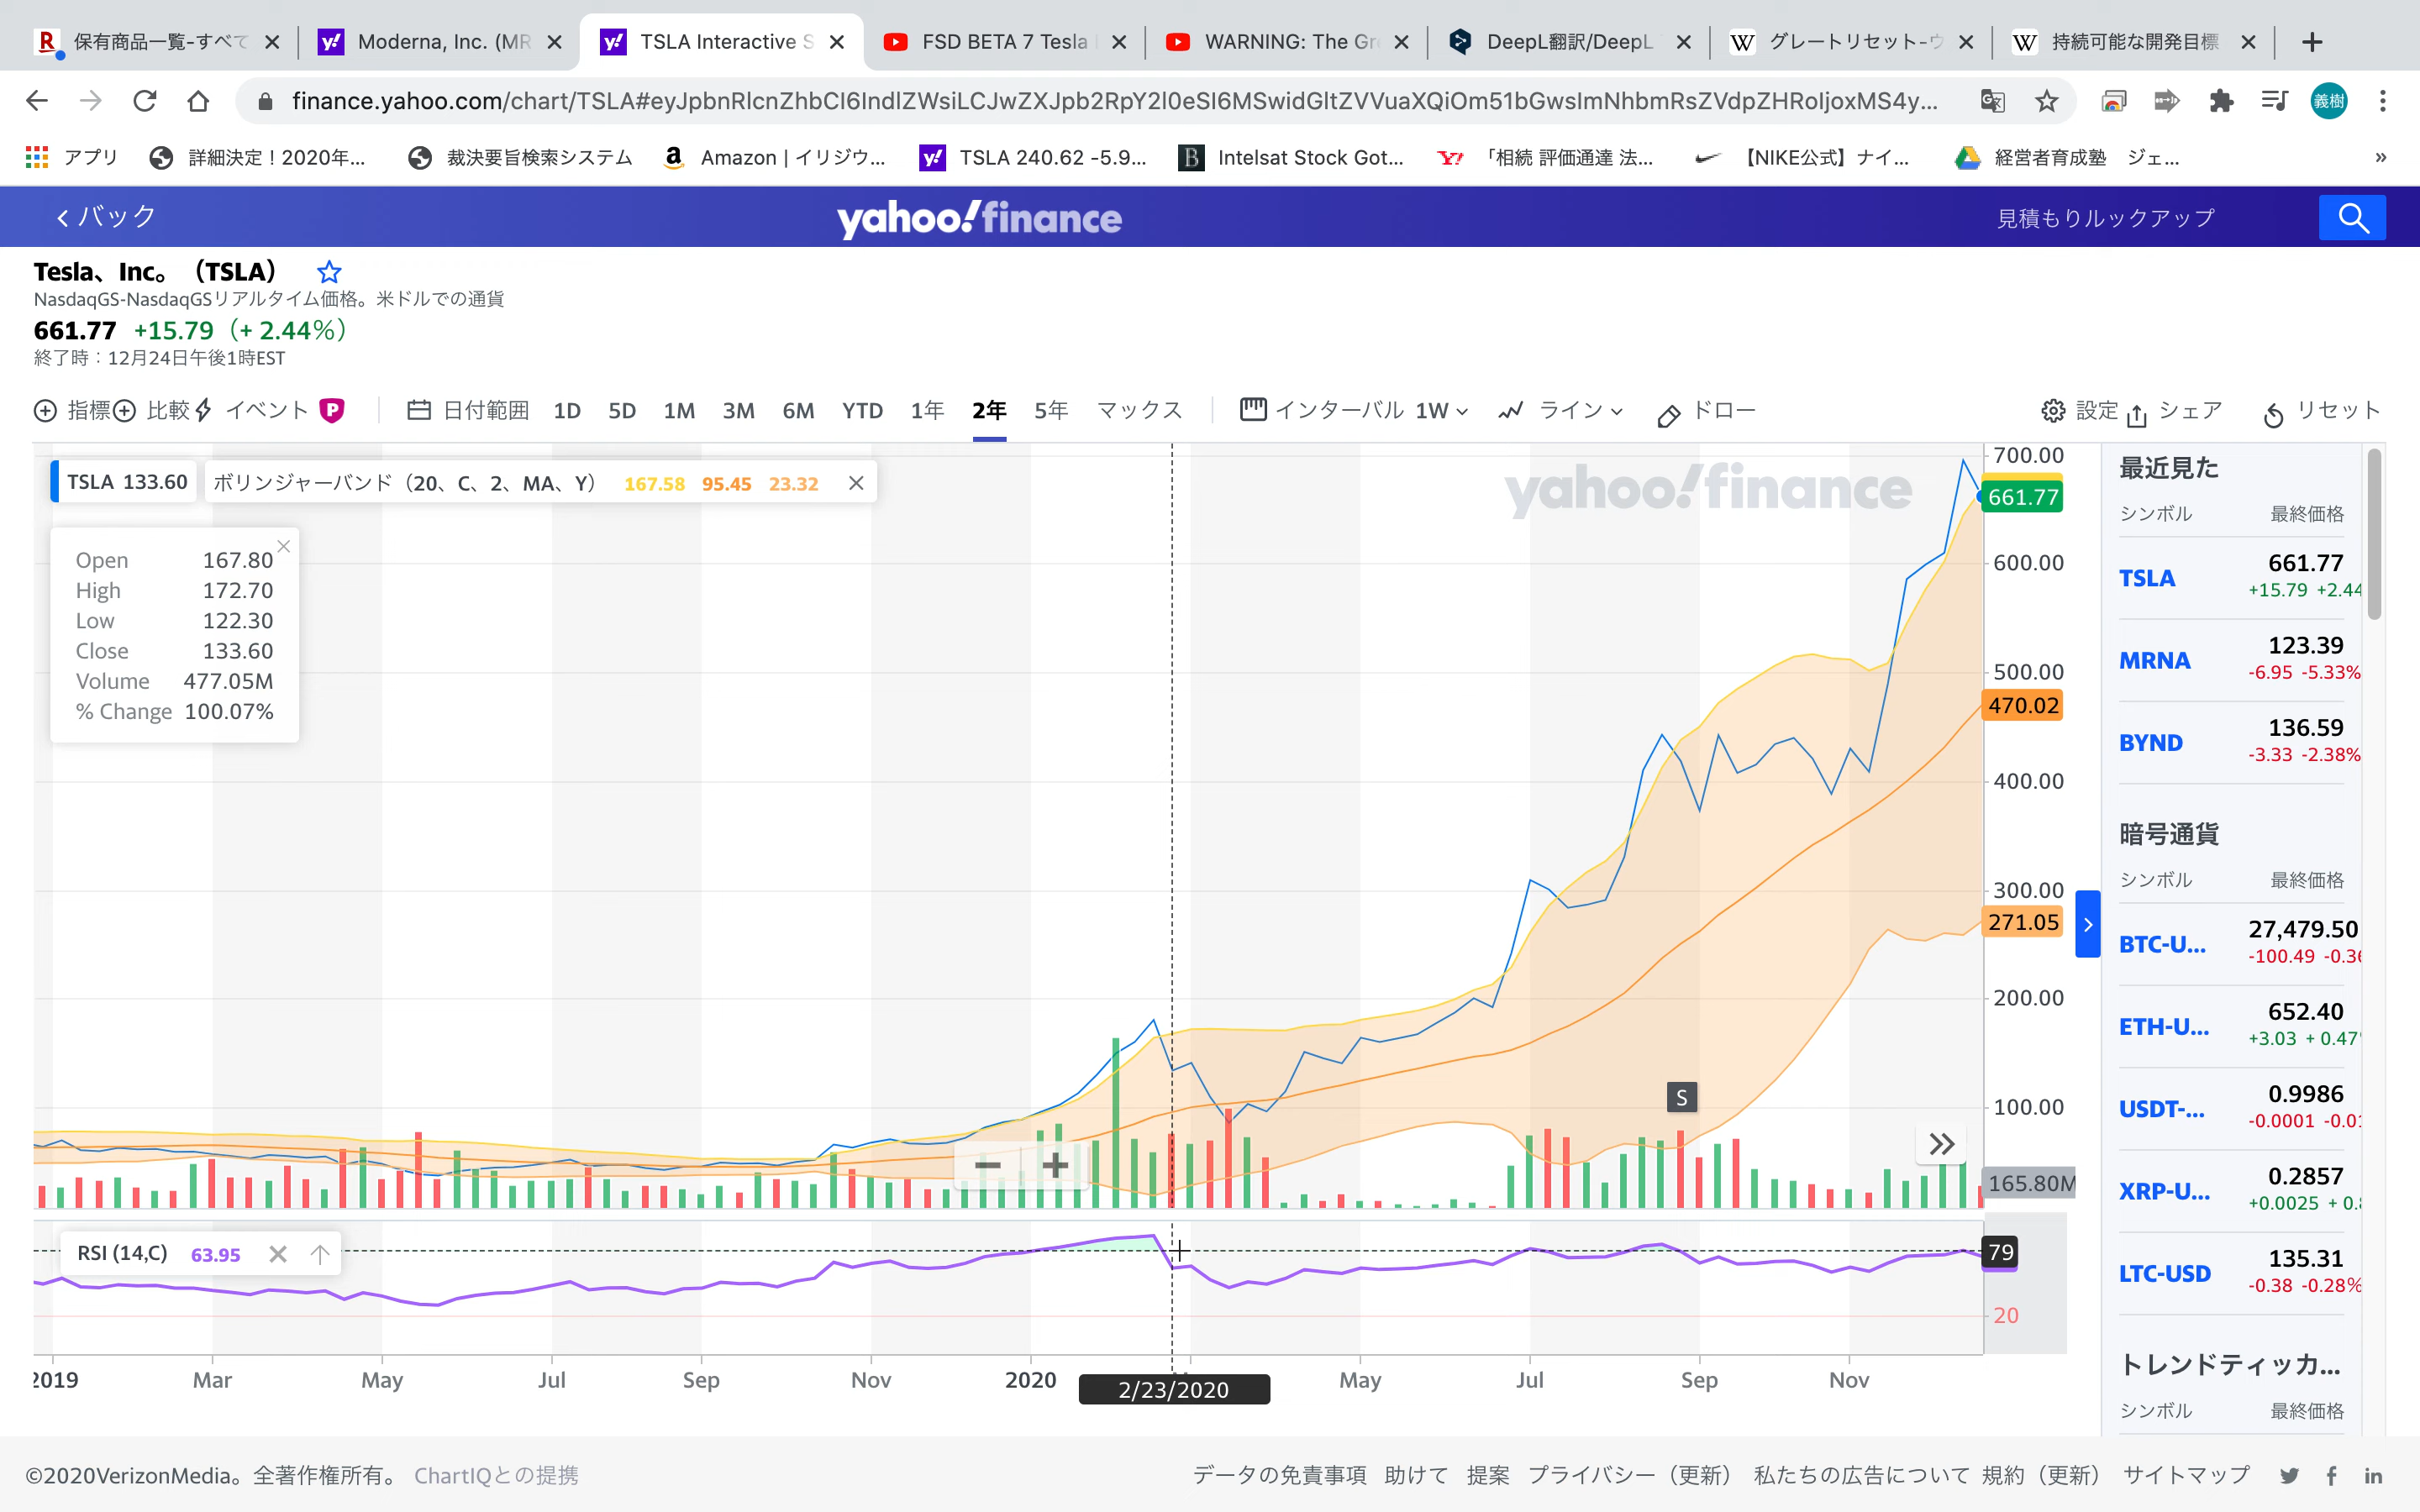 保有商品一覧-すべて
Moderna, Inc. (MR
TSLA Interactive S
FSD BETA 7 Tesla
WARNING: The Gr
DeepL翻訳/DeepL
グレートリセット-ウ
持続可能な開発目標
finance.yahoo.com/chart/TSLA#eyJpbnRlcnZhbCI6IndlZWsiLCJwZXJpb2RpY2l0eSI6MSwidGltZVVuaXQiOm51bGwsImNhbmRsZVdpZHRoIjoxMS4y...
義樹
アプリ
詳細決定！2020年...
裁決要旨検索システム
Amazon | イリジウ...
TSLA 240.62 -5.9...
Intelsat Stock Got...
「相続 評価通達 法...
【NIKE公式】ナイ...
経営者育成塾 ジェ...
»
バック
yahoo!finance
見積もりルックアップ
Tesla、Inc。（TSLA）
NasdaqGS-NasdaqGSリアルタイム価格。米ドルでの通貨
661.77 +15.79（+ 2.44％）
終了時：12月24日午後1時EST
指標 比較 イベント P 日付範囲 1D 5D 1M 3M 6M YTD 1年 2年 5年 マックス インターバル 1W ライン ドロー 設定 シェア リセット
TSLA 133.60
ボリンジャーバンド（20、C、2、MA、Y） 167.58 95.45 23.32
Open 167.80
High 172.70
Low 122.30
Close 133.60
Volume 477.05M
% Change 100.07%
yahoo!finance
700.00
661.77
600.00
500.00
470.02
400.00
300.00
271.05
200.00
100.00
165.80M
S
RSI (14,C) 63.95
79
20
2019 Mar May Jul Sep Nov 2020 2/23/2020 May Jul Sep Nov
最近見た
シンボル 最終価格
TSLA 661.77
+15.79 +2.44
MRNA 123.39
-6.95 -5.33%
BYND 136.59
-3.33 -2.38%
暗号通貨
シンボル 最終価格
BTC-U... 27,479.50
-100.49 -0.36
ETH-U... 652.40
+3.03 + 0.47
USDT-... 0.9986
-0.0001 -0.01
XRP-U... 0.2857
+0.0025 + 0.8
LTC-USD 135.31
-0.38 -0.28%
トレンドティッカ...
シンボル 最終価格
©2020VerizonMedia。全著作権所有。 ChartIQとの提携
データの免責事項 助けて 提案 プライバシー（更新） 私たちの広告について 規約（更新） サイトマップ